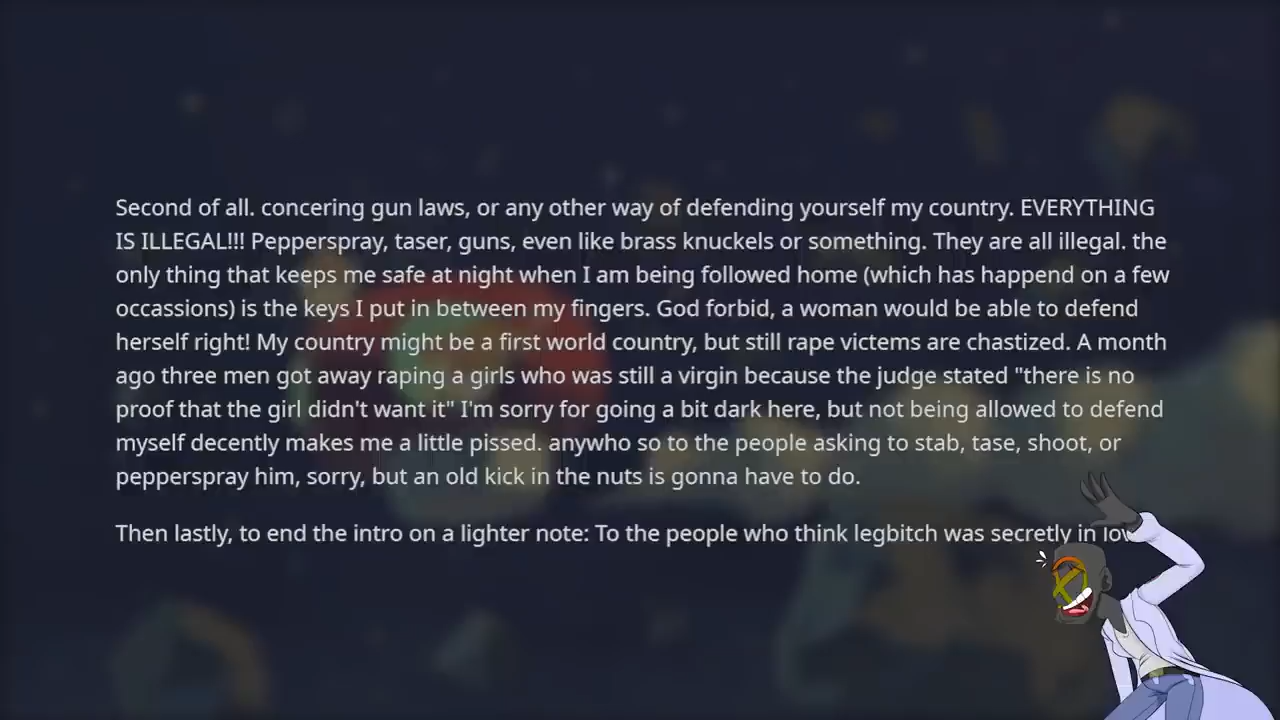 Second of all. concering gun laws, or any other way of defending yourself my country. EVERYTHING
IS ILLEGAL!!! Pepperspray, taser, guns, even like brass knuckels or something. They are all illegal. the
only thing that keeps me safe at night when I am being followed home (which has happend on a few
occassions) is the keys I put in between my fingers. God forbid, a woman would be able to defend
herself right! My country might be a first world country, but still rape victems are chastized. A month
ago three men got away raping a girls who was still a virgin because the judge stated "there is no
proof that the girl didn't want it" I'm sorry for going a bit dark here, but not being allowed to defend
myself decently makes me a little pissed. anywho so to the people asking to stab, tase, shoot, or
pepperspray him, sorry, but an old kick in the nuts is gonna have to do.
Then lastly, to end the intro on a lighter note: To the people who think legbitch was secretly in